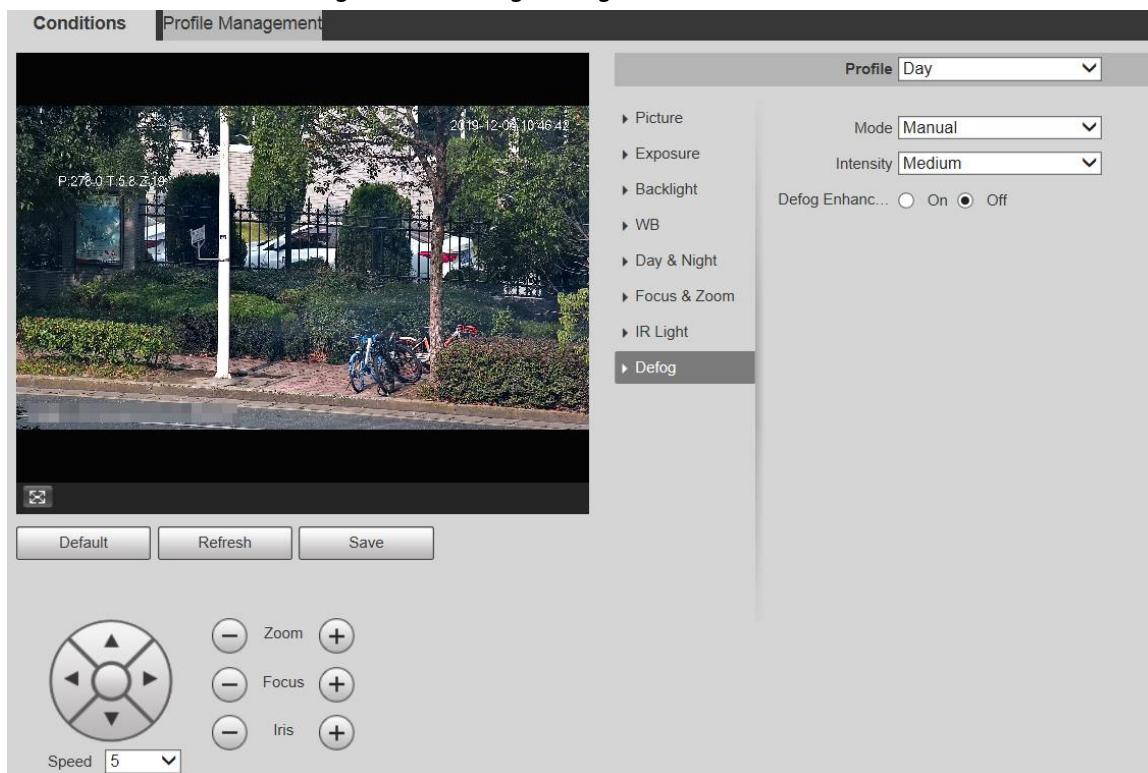 Conditions
Profile Management
Profile Day
2019-12-04 10:46:42
P:278.0 T:5.8 Z:19
Picture
Exposure
Backlight
WB
Day & Night
Focus & Zoom
IR Light
Defog
Mode Manual
Intensity Medium
Defog Enhanc... On Off
Default Refresh Save
Zoom
Focus
Iris
Speed 5